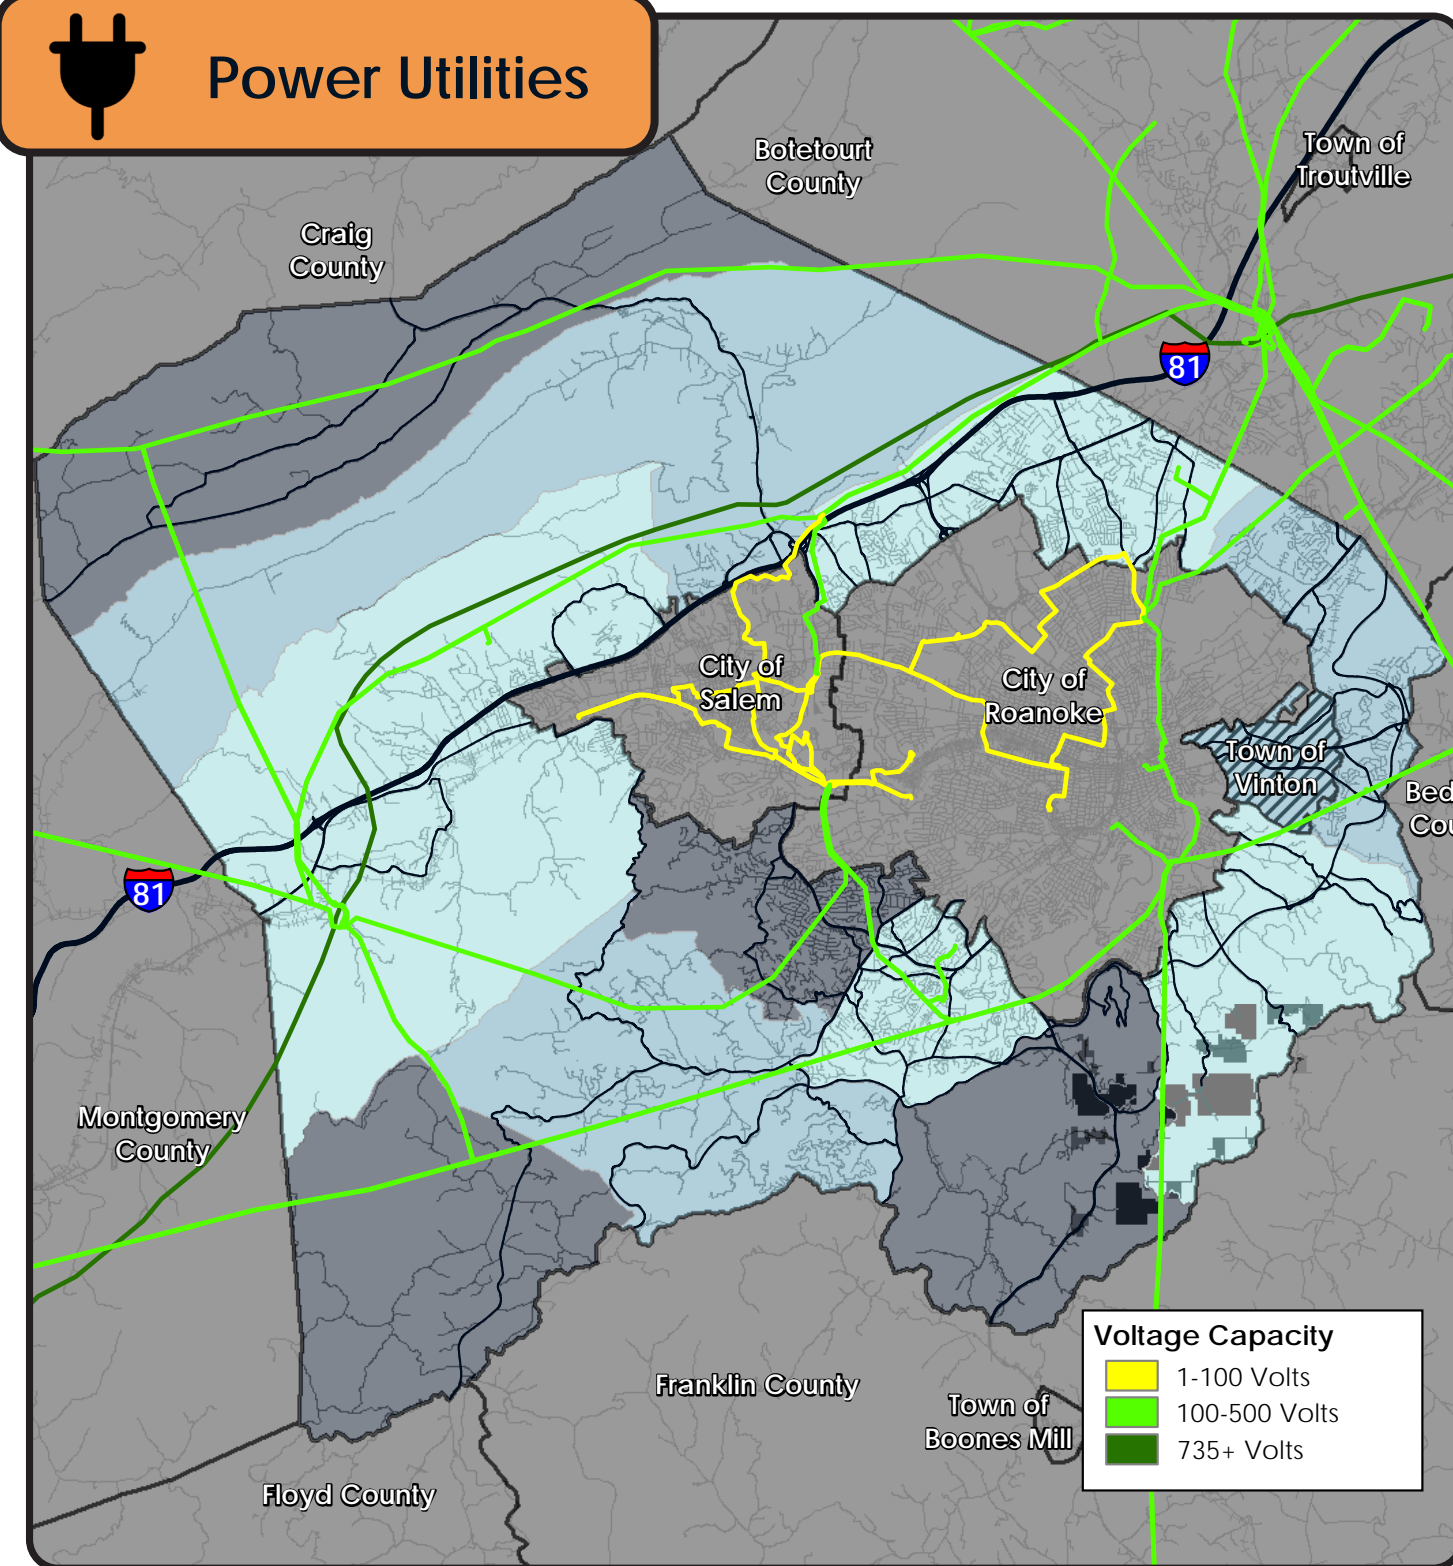 Power Utilities
Botetourt
County
Town of
Troutville
Craig
County
81
City of
Salem
City of
Roanoke
Town of
Vinton
Bed
Cou
81
Montgomery
County
Franklin County
Town of
Boones Mill
Floyd County
Voltage Capacity
1-100 Volts
100-500 Volts
735+ Volts